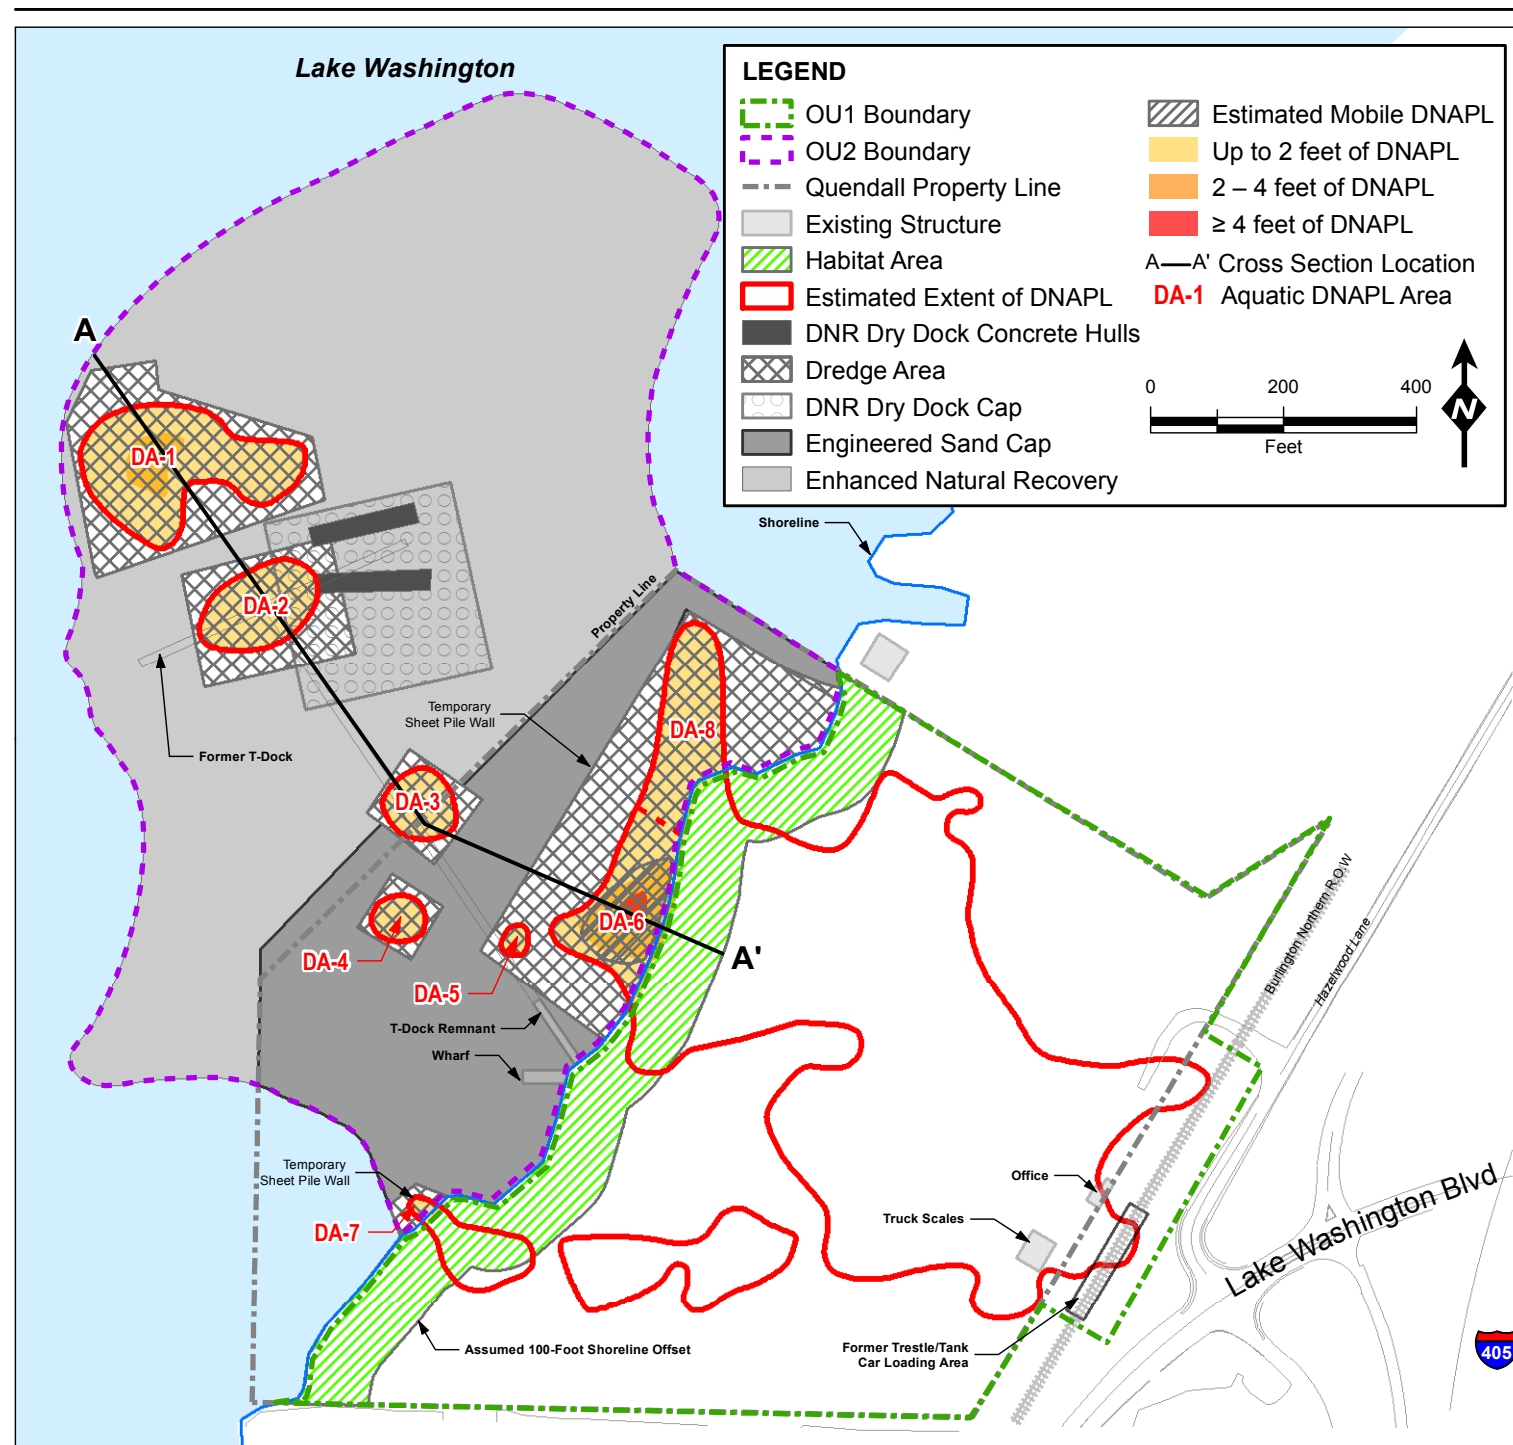 Lake Washington
LEGEND
OU1 Boundary
OU2 Boundary
Quendall Property Line
Existing Structure
Habitat Area
Estimated Extent of DNAPL
DNR Dry Dock Concrete Hulls
Dredge Area
DNR Dry Dock Cap
Engineered Sand Cap
Enhanced Natural Recovery
Estimated Mobile DNAPL
Up to 2 feet of DNAPL
2 – 4 feet of DNAPL
≥ 4 feet of DNAPL
A A' Cross Section Location
DA-1 Aquatic DNAPL Area
0 200 400
Feet
N
A
DA-1
Shoreline
Property Line
DA-2
Temporary
Sheet Pile Wall
DA-8
Former T-Dock
DA-3
DA-6
DA-4
A'
DA-5
T-Dock Remnant
Wharf
Burlington Northern R.O.W
Hazelwood Lane
Temporary
Sheet Pile Wall
DA-7
Office
Truck Scales
Lake Washington Blvd
Assumed 100-Foot Shoreline Offset
Former Trestle/Tank
Car Loading Area
405